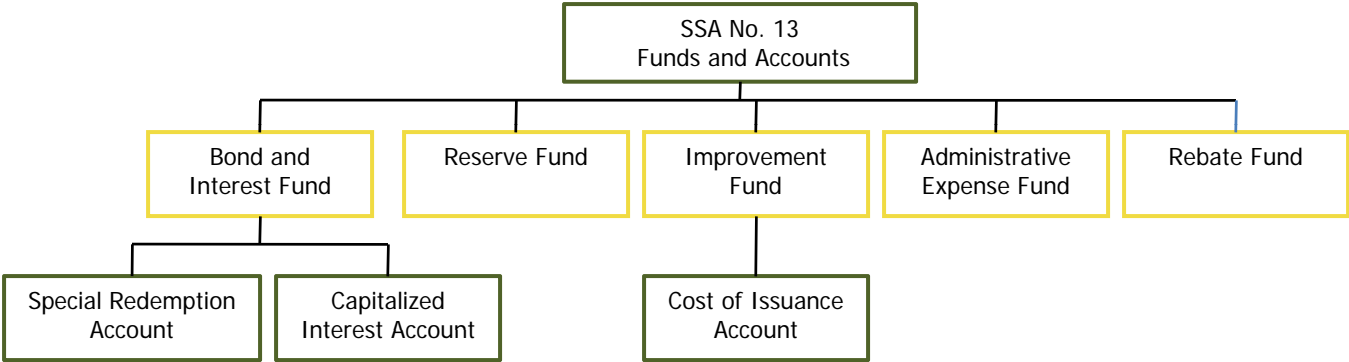 SSA No. 13
Funds and Accounts
Bond and
Interest Fund
Reserve Fund
Improvement
Fund
Administrative
Expense Fund
Rebate Fund
Special Redemption
Account
Capitalized
Interest Account
Cost of Issuance
Account